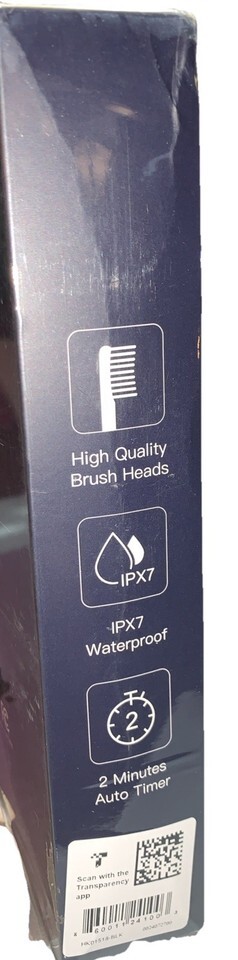 High Quality
Brush Heads
IPX7
IPX7
Waterproof
2
2 Minutes
Auto Timer
Scan with the
Transparency
app